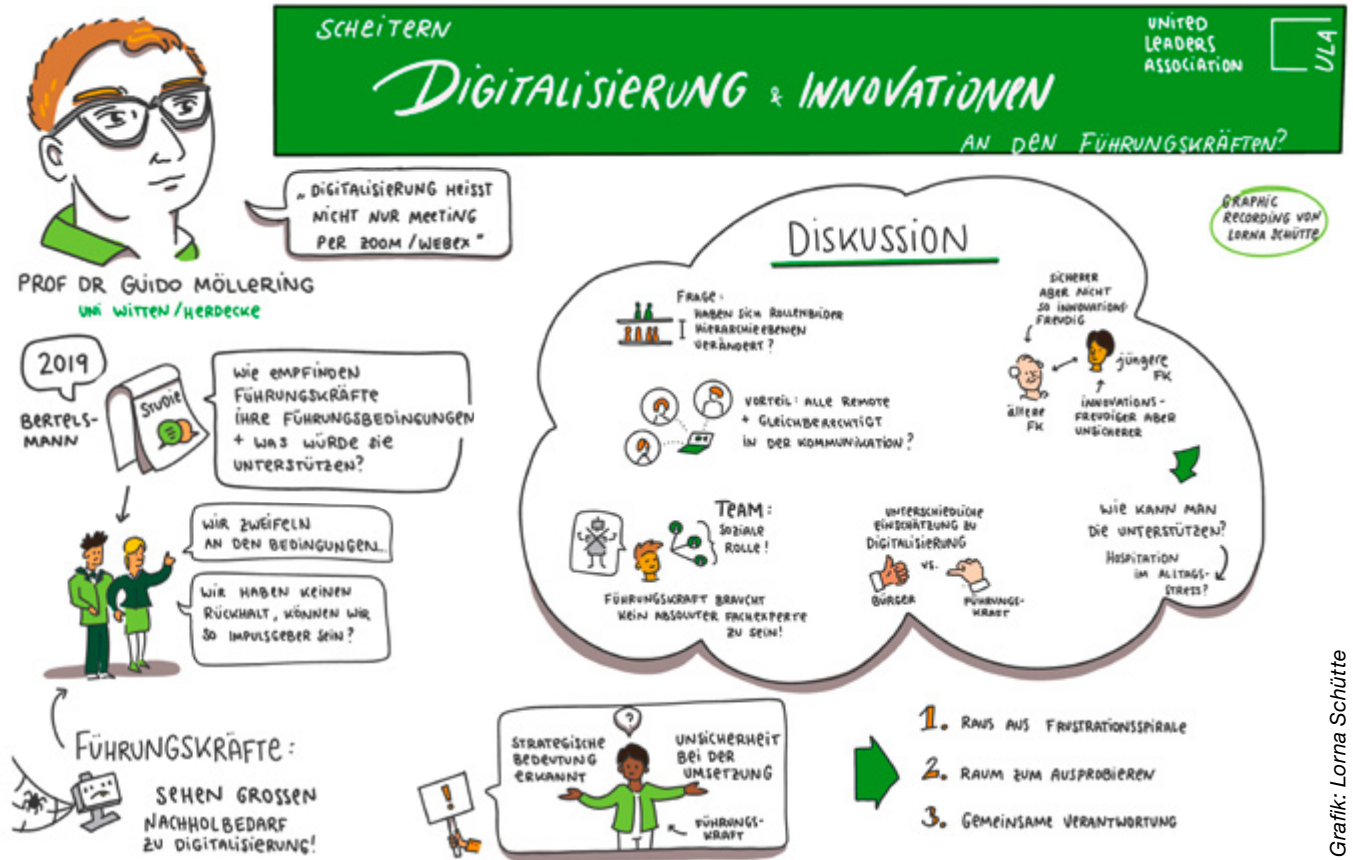 SCHEITERN
DIGITALISIERUNG & INNOVATIONEN
AN DEN FÜHRUNGSKRÄFTEN?
UNITED
LEADERS
ASSOCIATION
ULA
„DIGITALISIERUNG HEISST
NICHT NUR MEETING
PER ZOOM/WEBEX"
PROF DR GUIDO MÖLLERING
UNI WITTEN/HERDECKE
GRAPHIC
RECORDING VON
LORNA SCHÜTTE
2019
BERTELS-
MANN
STUDIE
WIE EMPFINDEN
FÜHRUNGSKRÄFTE
IHRE FÜHRUNGSBEDINGUNGEN
+ WAS WÜRDE SIE
UNTERSTÜTZEN?
WIR ZWEIFELN
AN DEN BEDINGUNGEN...
WIR HABEN KEINEN
RÜCKHALT, KÖNNEN WIR
SO IMPULSGEBER SEIN?
FÜHRUNGSKRÄFTE:
SEHEN GROSSEN
NACHHOLBEDARF
ZU DIGITALISIERUNG!
DISKUSSION
FRAGE:
HABEN SICH ROLLENBILDER
HIERARCHIEEBENEN
VERÄNDERT?
VORTEIL: ALLE REMOTE
+ GLEICHBERECHTIGT
IN DER KOMMUNIKATION?
TEAM:
SOZIALE
ROLLE!
FÜHRUNGSKRAFT BRAUCHT
KEIN ABSOLUTER FACHEXPERTE
ZU SEIN!
UNTERSCHIEDLICHE
EINSCHÄTZUNG ZU
DIGITALISIERUNG
VS.
BÜRGER
FÜHRUNGS-
KRAFT
SICHERER
ABER NICHT
SO INNOVATIONS-
FREUDIG
jüngere
FK
ältere
FK
INNOVATIONS-
FREUDIGER ABER
UNSICHERER
WIE KANN MAN
DIE UNTERSTÜTZEN?
HOSPITATION
IM ALLTAGS-
STRESS?
!
?
STRATEGISCHE
BEDEUTUNG
ERKANNT
UNSICHERHEIT
BEI DER
UMSETZUNG
FÜHRUNGS-
KRAFT
1. RAUS AUS FRUSTRATIONSSPIRALE
2. RAUM ZUM AUSPROBIEREN
3. GEMEINSAME VERANTWORTUNG
Grafik: Lorna Schütte